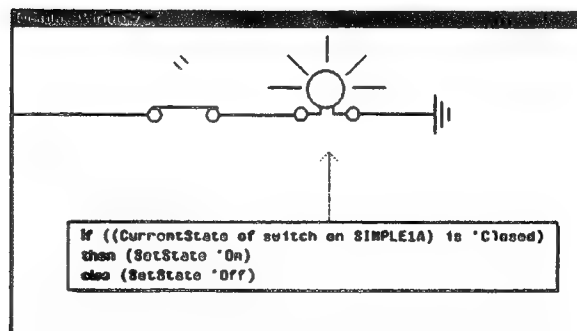 If ((CurrentState of switch on SIMPLE1A) is 'Closed)
then (SetState 'On)
else (SetState 'Off)